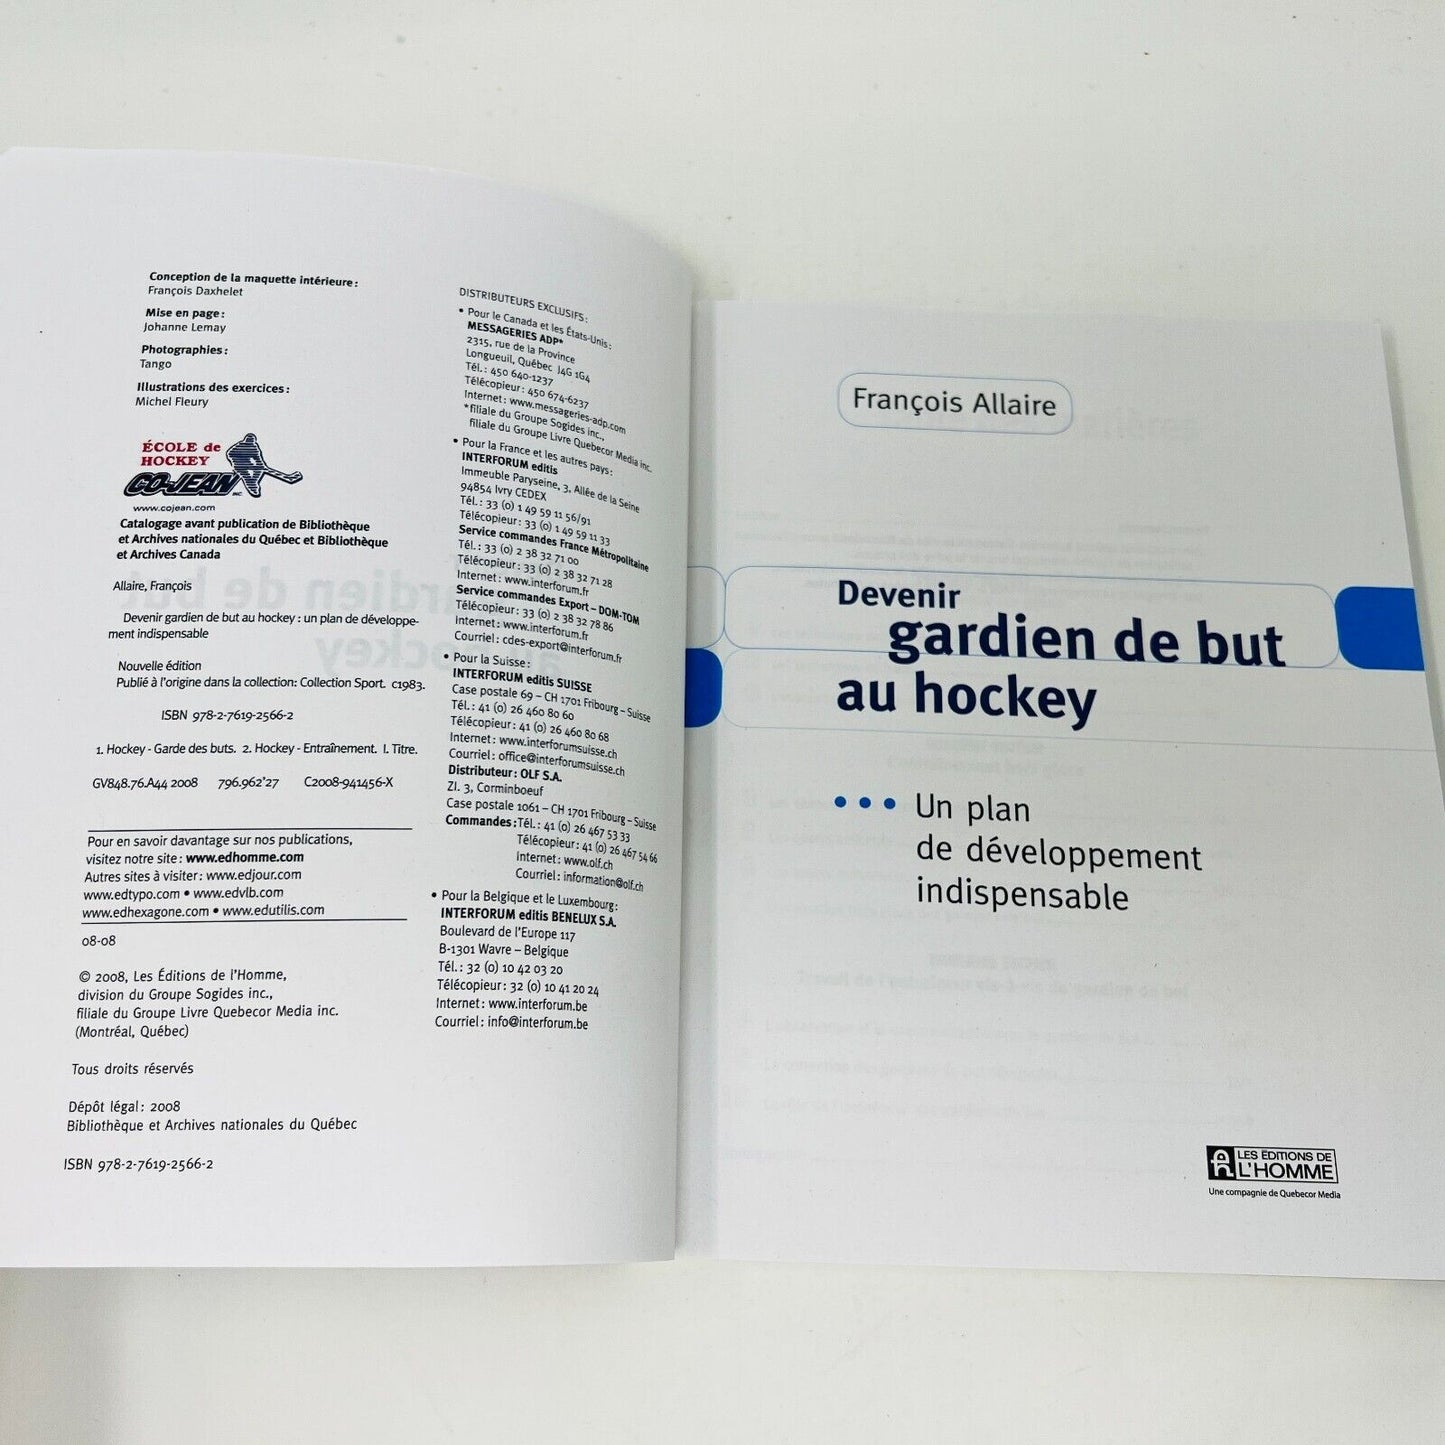 Conception de la maquette intérieure :
François Daxhelet
Mise en page :
Johanne Lemay
Photographies :
Tango
Illustrations des exercices :
Michel Fleury
ÉCOLE de
HOCKEY
CO-JEAN INC.
www.cojean.com
Catalogage avant publication de Bibliothèque
et Archives nationales du Québec et Bibliothèque
et Archives Canada
Allaire, François
Devenir gardien de but au hockey : un plan de développe-
ment indispensable
Nouvelle édition
Publié à l'origine dans la collection: Collection Sport. c1983.
ISBN 978-2-7619-2566-2
1. Hockey - Garde des buts. 2. Hockey - Entraînement. I. Titre.
GV848.76.A44 2008 796.962'27 C2008-941456-X
Pour en savoir davantage sur nos publications,
visitez notre site : www.edhomme.com
Autres sites à visiter : www.edjour.com
www.edtypo.com • www.edvlb.com
www.edhexagone.com • www.edutilis.com
08-08
© 2008, Les Éditions de l'Homme,
division du Groupe Sogides inc.,
filiale du Groupe Livre Quebecor Media inc.
(Montréal, Québec)
Tous droits réservés
Dépôt légal : 2008
Bibliothèque et Archives nationales du Québec
ISBN 978-2-7619-2566-2
DISTRIBUTEURS EXCLUSIFS :
• Pour le Canada et les États-Unis :
MESSAGERIES ADP*
2315, rue de la Province
Longueuil, Québec J4G 1G4
Tél. : 450 640-1237
Télécopieur : 450 674-6237
Internet : www.messageries-adp.com
*filiale du Groupe Sogides inc.,
filiale du Groupe Livre Quebecor Media inc.
• Pour la France et les autres pays :
INTERFORUM editis
Immeuble Paryseine, 3, Allée de la Seine
94854 Ivry CEDEX
Tél. : 33 (0) 1 49 59 11 56/91
Télécopieur : 33 (0) 1 49 59 11 33
Service commandes France Métropolitaine
Tél. : 33 (0) 2 38 32 71 00
Télécopieur : 33 (0) 2 38 32 71 28
Internet : www.interforum.fr
Service commandes Export – DOM-TOM
Télécopieur : 33 (0) 2 38 32 78 86
Internet : www.interforum.fr
Courriel : cdes-export@interforum.fr
• Pour la Suisse :
INTERFORUM editis SUISSE
Case postale 69 – CH 1701 Fribourg – Suisse
Tél. : 41 (0) 26 460 80 60
Télécopieur : 41 (0) 26 460 80 68
Internet : www.interforumsuisse.ch
Courriel : office@interforumsuisse.ch
Distributeur : OLF S.A.
ZI. 3, Corminboeuf
Case postale 1061 – CH 1701 Fribourg – Suisse
Commandes : Tél. : 41 (0) 26 467 53 33
Télécopieur : 41 (0) 26 467 54 66
Internet : www.olf.ch
Courriel : information@olf.ch
• Pour la Belgique et le Luxembourg :
INTERFORUM editis BENELUX S.A.
Boulevard de l'Europe 117
B-1301 Wavre – Belgique
Tél. : 32 (0) 10 42 03 20
Télécopieur : 32 (0) 10 41 20 24
Internet : www.interforum.be
Courriel : info@interforum.be
François Allaire
Devenir
gardien de but
au hockey
••• Un plan
de développement
indispensable
LES ÉDITIONS DE
L'HOMME
Une compagnie de Quebecor Media